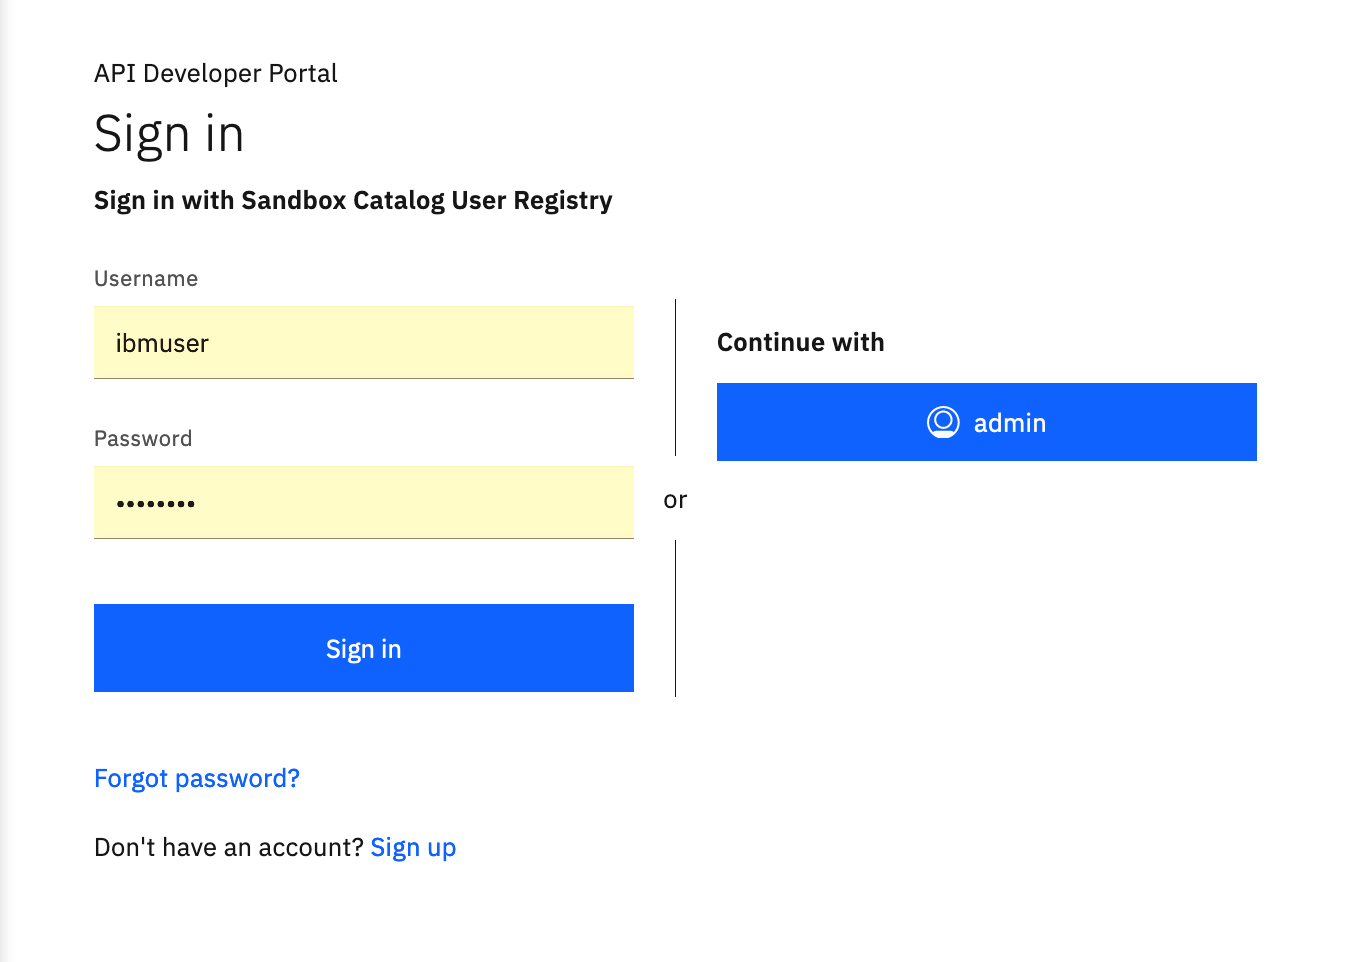 API Developer Portal
Sign in
Sign in with Sandbox Catalog User Registry
Username
ibmuser
Password
••••••••
Sign in
or
Continue with
admin
Forgot password?
Don't have an account? Sign up